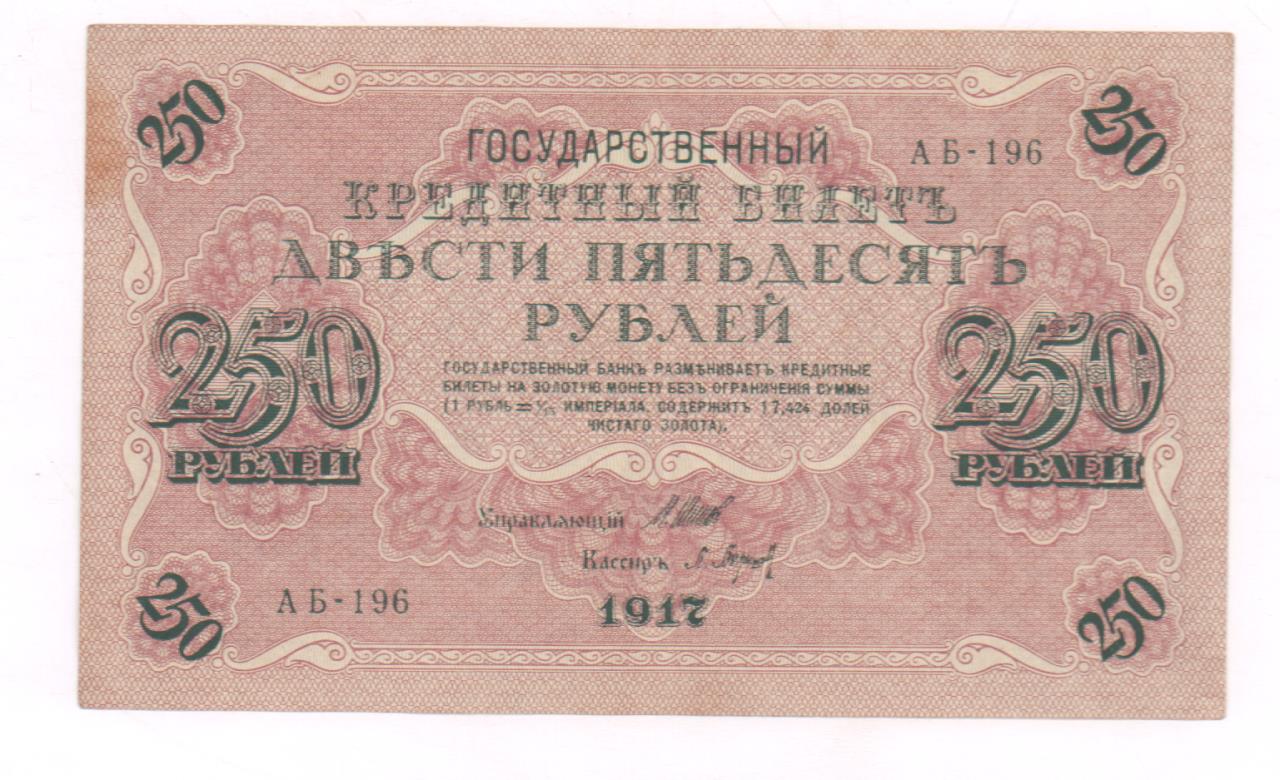 250
250
ГОСУДАРСТВЕННЫЙ
АБ-196
КРЕДИТНЫЙ БИЛЕТЪ
ДВѢСТИ ПЯТЬДЕСЯТЪ
РУБЛЕЙ
250
РУБЛЕЙ
ГОСУДАРСТВЕННЫЙ БАНКЪ РАЗМѢНИВАЕТЪ КРЕДИТНЫЕ
БИЛЕТЫ НА ЗОЛОТУЮ МОНЕТУ БЕЗЪ ОГРАНИЧЕНІЯ СУММЫ
(1 РУБЛЬ = 1/15 ИМПЕРІАЛА, СОДЕРЖИТЪ 17,424 ДОЛЕЙ
ЧИСТАГО ЗОЛОТА).
250
РУБЛЕЙ
Управляющій
Кассиръ
250
АБ-196
1917
250